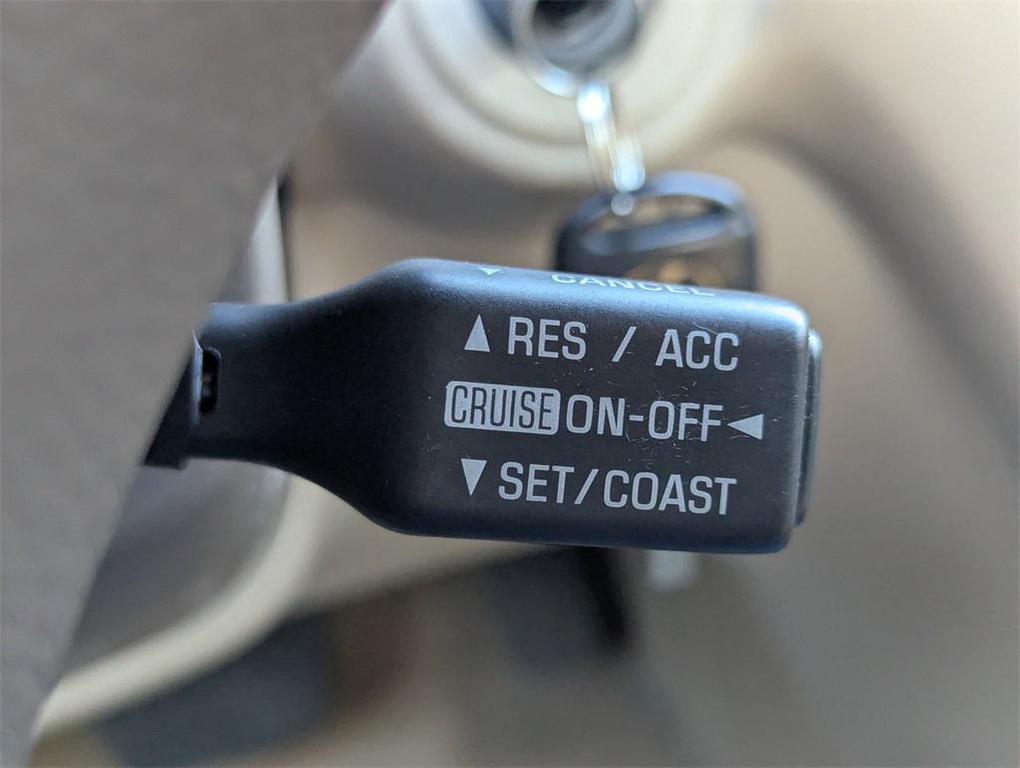 ▼ CANCEL
▲ RES / ACC
CRUISE ON-OFF ◄
▼ SET/COAST